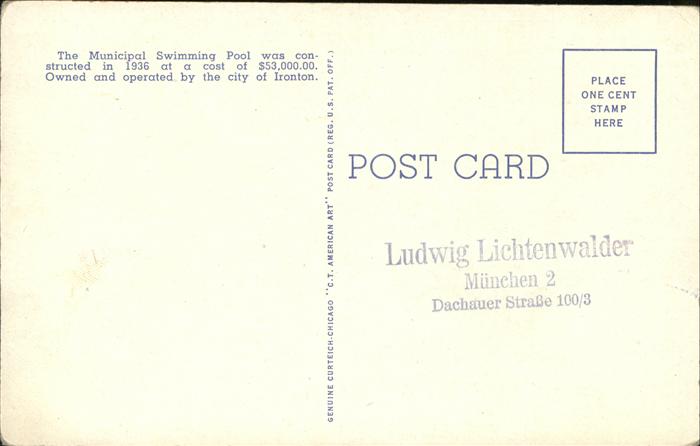 The Municipal Swimming Pool was con-
structed in 1936 at a cost of $53,000.00.
Owned and operated by the city of Ironton.
GENUINE CURTEICH-CHICAGO "C.T. AMERICAN ART" POST CARD (REG. U.S. PAT. OFF.)
PLACE
ONE CENT
STAMP
HERE
POST CARD
Ludwig Lichtenwalder
München 2
Dachauer Straße 100/3